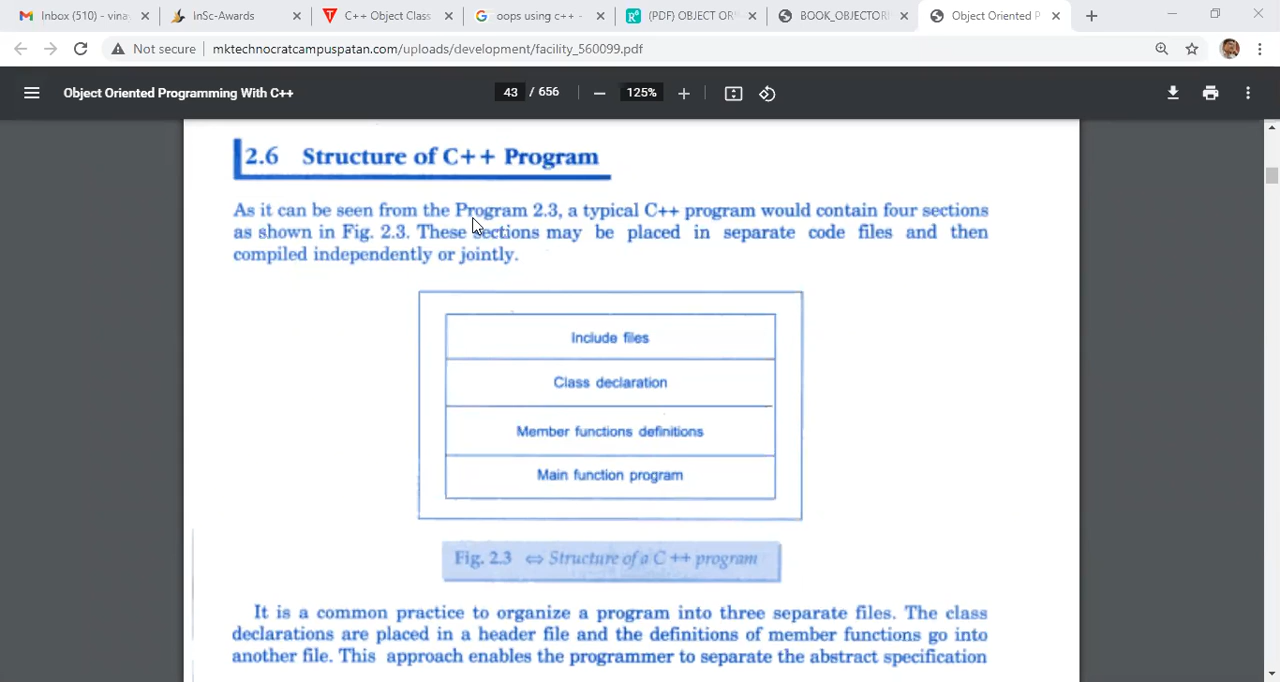 Inbox (510) - vina
InSc-Awards
C++ Object Class
oops using c++ -
(PDF) OBJECT OR
BOOK_OBJECTORI
Object Oriented P
Not secure
mktechnocratcampuspatan.com/uploads/development/facility_560099.pdf
Object Oriented Programming With C++
43 / 656
125%
2.6 Structure of C++ Program
As it can be seen from the Program 2.3, a typical C++ program would contain four sections
as shown in Fig. 2.3. These sections may be placed in separate code files and then
compiled independently or jointly.
Include files
Class declaration
Member functions definitions
Main function program
Fig. 2.3 ⇔ Structure of a C ++ program
It is a common practice to organize a program into three separate files. The class
declarations are placed in a header file and the definitions of member functions go into
another file. This approach enables the programmer to separate the abstract specification